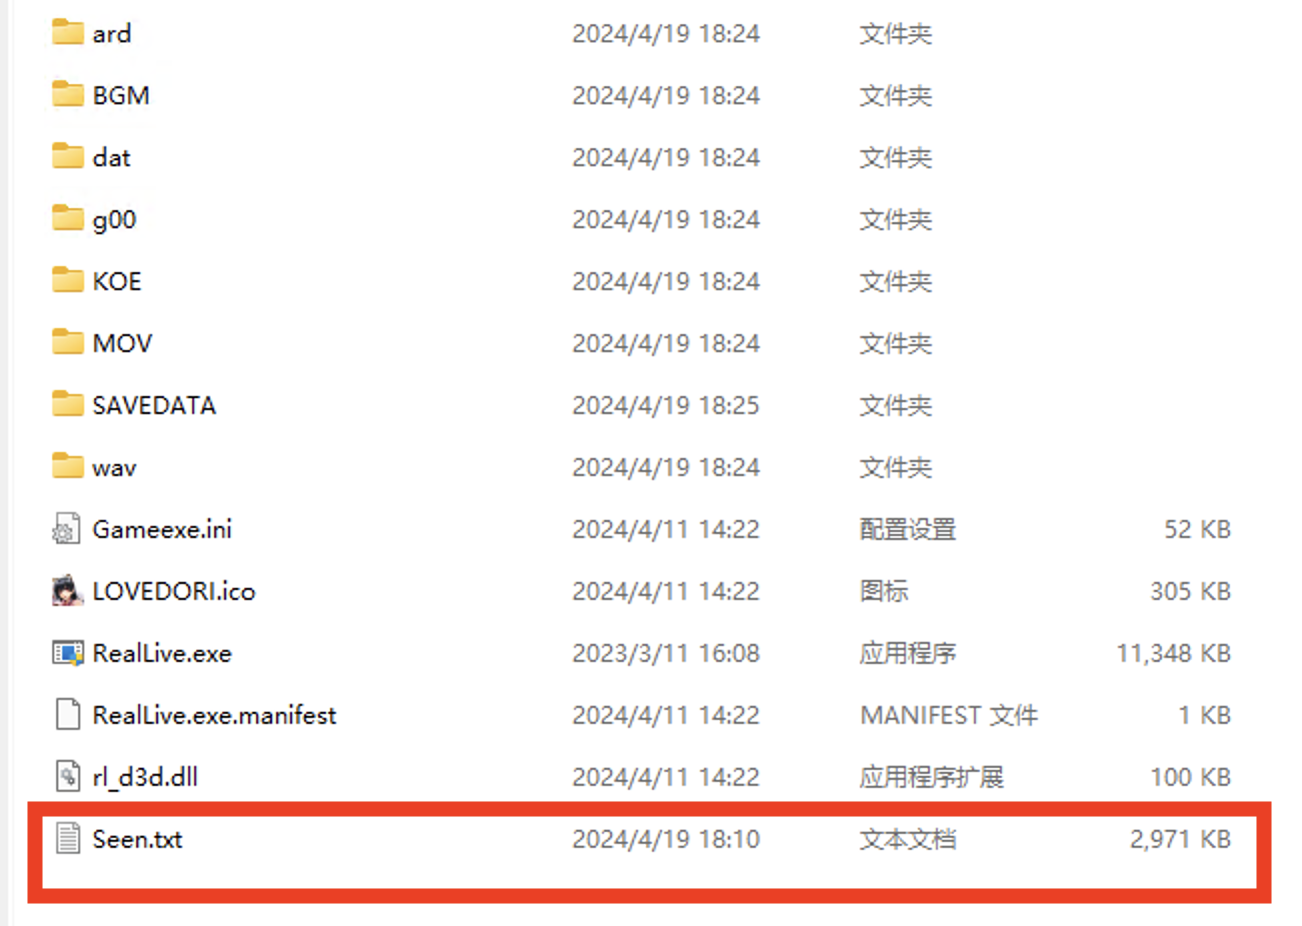 ard 2024/4/19 18:24 文件夹
BGM 2024/4/19 18:24 文件夹
dat 2024/4/19 18:24 文件夹
g00 2024/4/19 18:24 文件夹
KOE 2024/4/19 18:24 文件夹
MOV 2024/4/19 18:24 文件夹
SAVEDATA 2024/4/19 18:25 文件夹
wav 2024/4/19 18:24 文件夹
Gameexe.ini 2024/4/11 14:22 配置设置 52 KB
LOVEDORI.ico 2024/4/11 14:22 图标 305 KB
RealLive.exe 2023/3/11 16:08 应用程序 11,348 KB
RealLive.exe.manifest 2024/4/11 14:22 MANIFEST 文件 1 KB
rl_d3d.dll 2024/4/11 14:22 应用程序扩展 100 KB
Seen.txt 2024/4/19 18:10 文本文档 2,971 KB